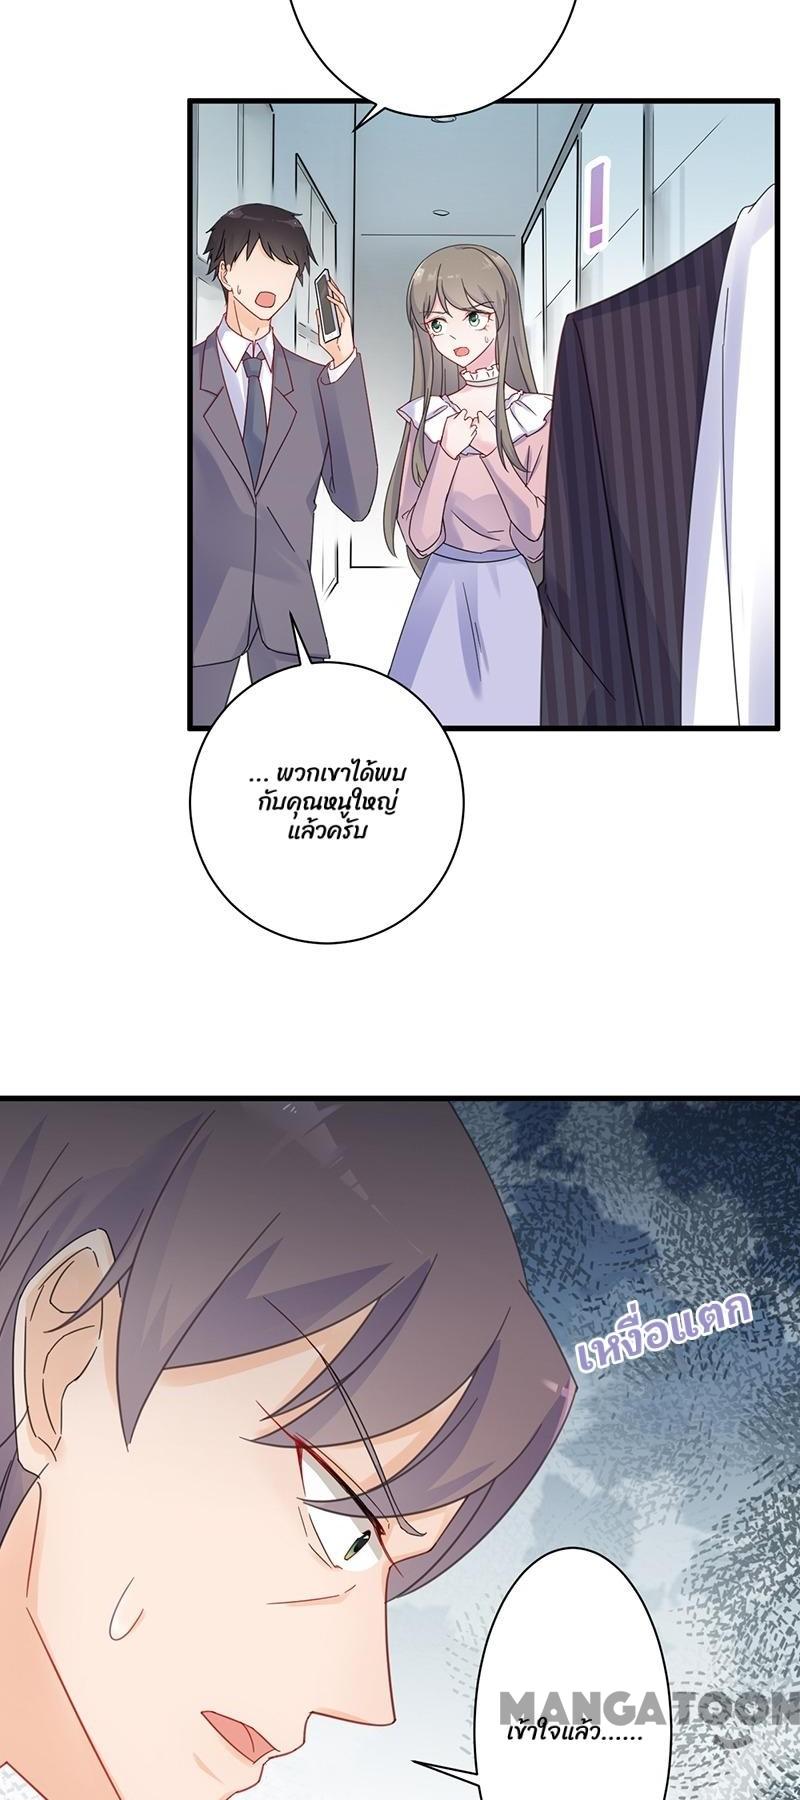 !
... พวกเขาได้พบ
กับคุณหนูใหญ่
แล้วครับ
เหงื่อแตก
MANGATOON
เข้าใจแล้ว......